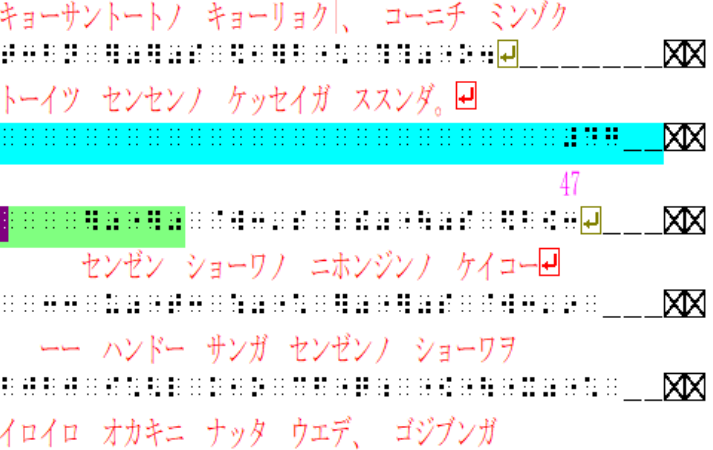 キョーサントートノ　キョーリョク、　コーニチ　ミンゾク
トーイツ　センセンノ　ケッセイガ　ススンダ。
47
センゼン　ショーワノ　ニホンジンノ　ケイコー
ーー　ハンドー　サンガ　センゼンノ　ショーワヲ
イロイロ　オカキニ　ナッタ　ウエデ、　ゴジブンガ